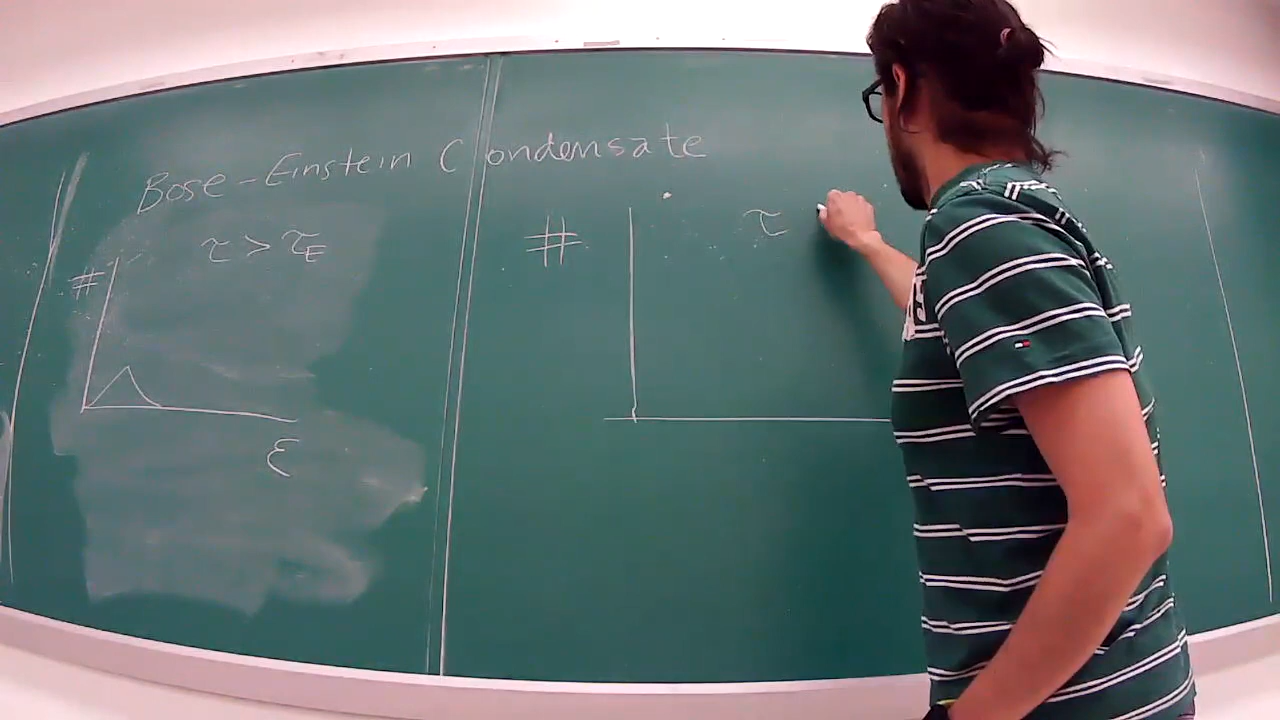 Bose-Einstein Condensate
τ > τ_E
#
ε
#
τ